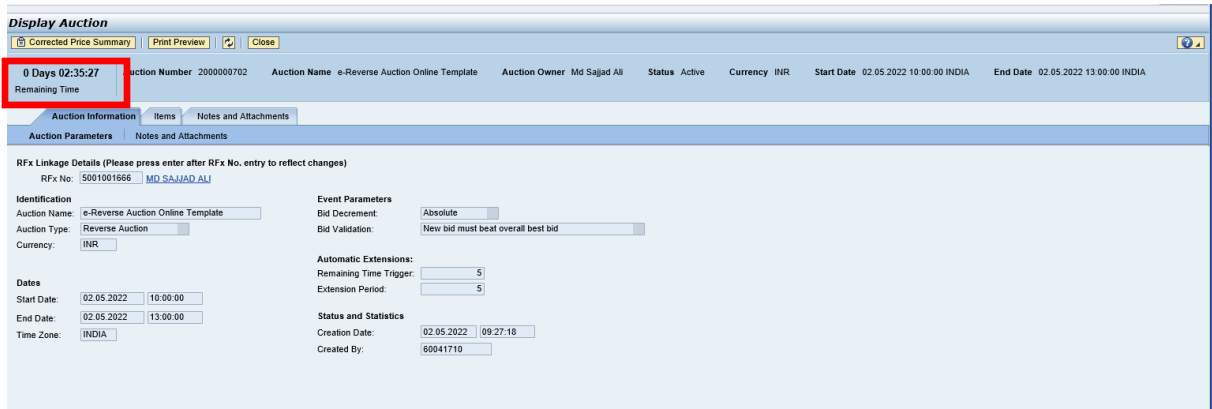 Display Auction
Corrected Price Summary Print Preview Close
0 Days 02:35:27 Auction Number 2000000702 Auction Name e-Reverse Auction Online Template Auction Owner Md Sajjad Ali Status Active Currency INR Start Date 02.05.2022 10:00:00 INDIA End Date 02.05.2022 13:00:00 INDIA
Remaining Time
Auction Information Items Notes and Attachments
Auction Parameters Notes and Attachments
RFx Linkage Details (Please press enter after RFx No. entry to reflect changes)
RFx No: 5001001666 MD SAJJAD ALI
Identification Event Parameters
Auction Name: e-Reverse Auction Online Template Bid Decrement: Absolute
Auction Type: Reverse Auction Bid Validation: New bid must beat overall best bid
Currency: INR
Automatic Extensions:
Remaining Time Trigger: 5
Dates
Extension Period: 5
Start Date: 02.05.2022 10:00:00
End Date: 02.05.2022 13:00:00 Status and Statistics
Time Zone: INDIA Creation Date: 02.05.2022 09:27:18
Created By: 60041710